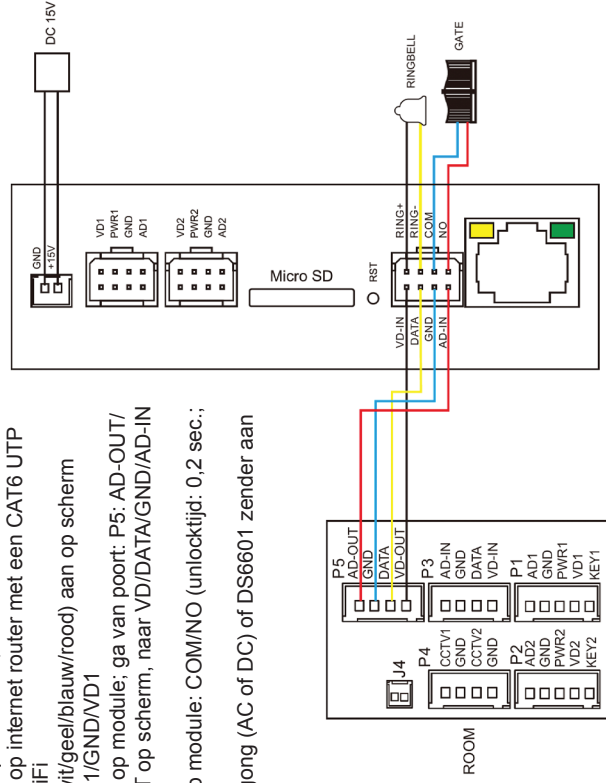 op internet router met een CAT6 UTP
vit/geel/blauw/rood) aan op scherm
1/GND/VD1
op module; ga van poort: P5: AD-OUT/
op scherm, naar VD/DATA/GND/AD-IN
module: COM/NO (unlocktijd: 0,2 sec.;
(AC of DC) of DS6601 zender aan
DC 15V
GND
+15V
VD1
PWR1
GND
AD1
VD2
PWR2
GND
AD2
Micro SD
RST
RING+
RING-
COM
NO
VD-IN
DATA
GND
AD-IN
RINGBELL
GATE
ROOM
J4
P5
AD-OUT
GND
DATA
VD-OUT
P4
CCTV1
GND
CCTV2
GND
P3
AD-IN
GND
DATA
VD-IN
P2
AD2
GND
PWR2
VD2
KEY2
P1
AD1
GND
PWR1
VD1
KEY1